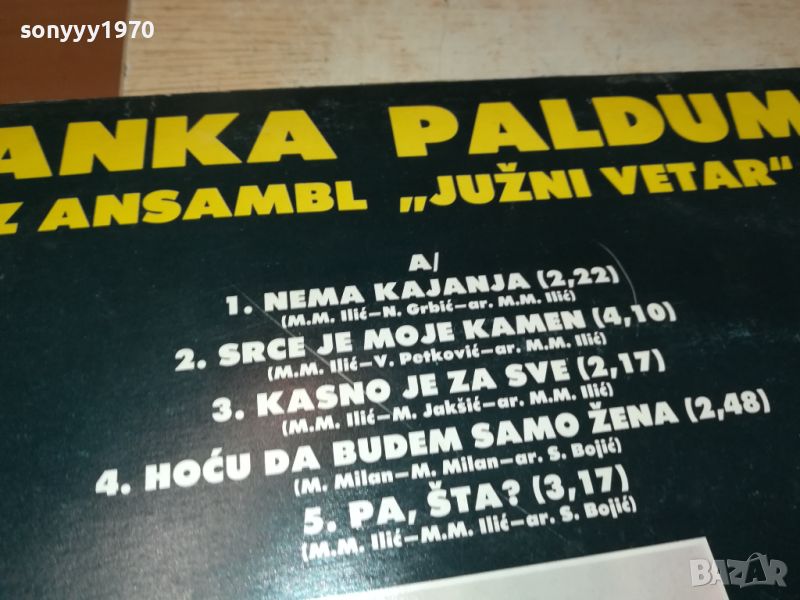 sonyyy1970
ANKA PALDUM
Z ANSAMBL „JUŽNI VETAR"
A/
1. NEMA KAJANJA (2,22)
(M.M. Ilić—N. Grbić—ar. M.M. Ilić)
2. SRCE JE MOJE KAMEN (4,10)
(M.M. Ilić—V. Petković—ar. M.M. Ilić)
3. KASNO JE ZA SVE (2,17)
(M.M. Ilić—M. Jakšić—ar. M.M. Ilić)
4. HOĆU DA BUDEM SAMO ŽENA (2,48)
(M. Milan—M. Milan—ar. S. Bojić)
5. PA, ŠTA? (3,17)
(M.M. Ilić—M.M. Ilić—ar. S. Bojić)
BAZAR